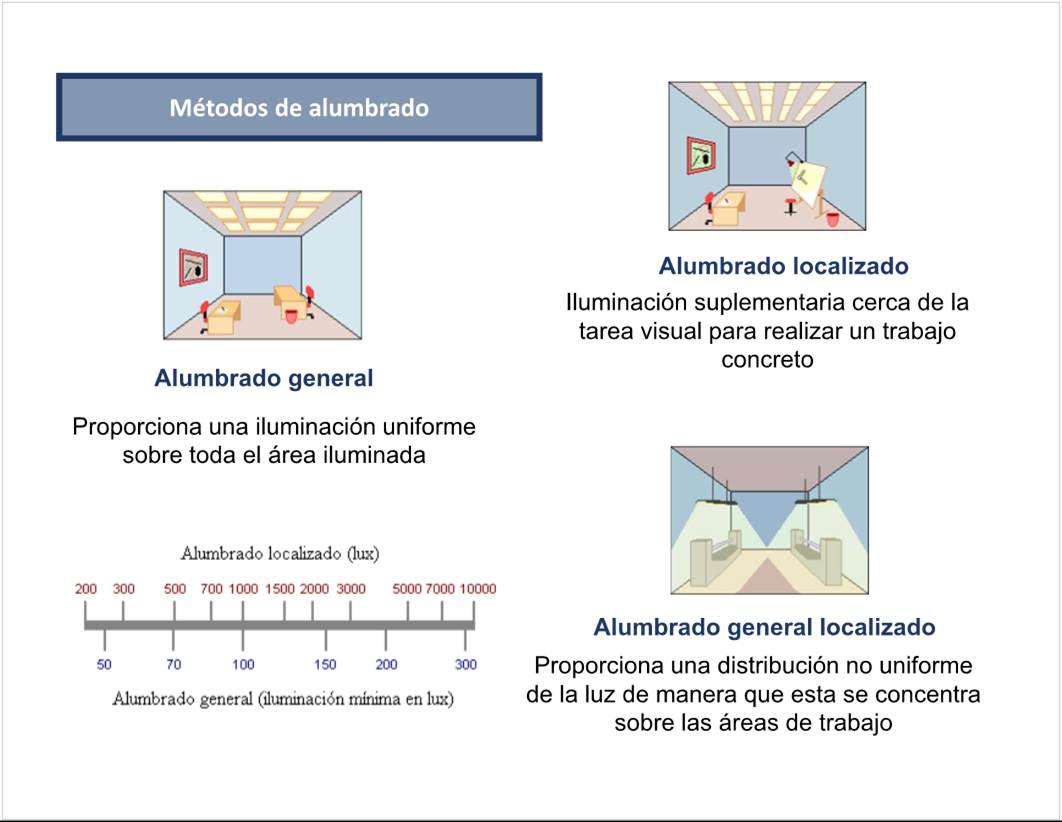 Métodos de alumbrado
Alumbrado general
Proporciona una iluminación uniforme
sobre toda el área iluminada
Alumbrado localizado (lux)
200 300 500 700 1000 1500 2000 3000 5000 7000 10000
50 70 100 150 200 300
Alumbrado general (iluminación mínima en lux)
Alumbrado localizado
Iluminación suplementaria cerca de la
tarea visual para realizar un trabajo
concreto
Alumbrado general localizado
Proporciona una distribución no uniforme
de la luz de manera que esta se concentra
sobre las áreas de trabajo